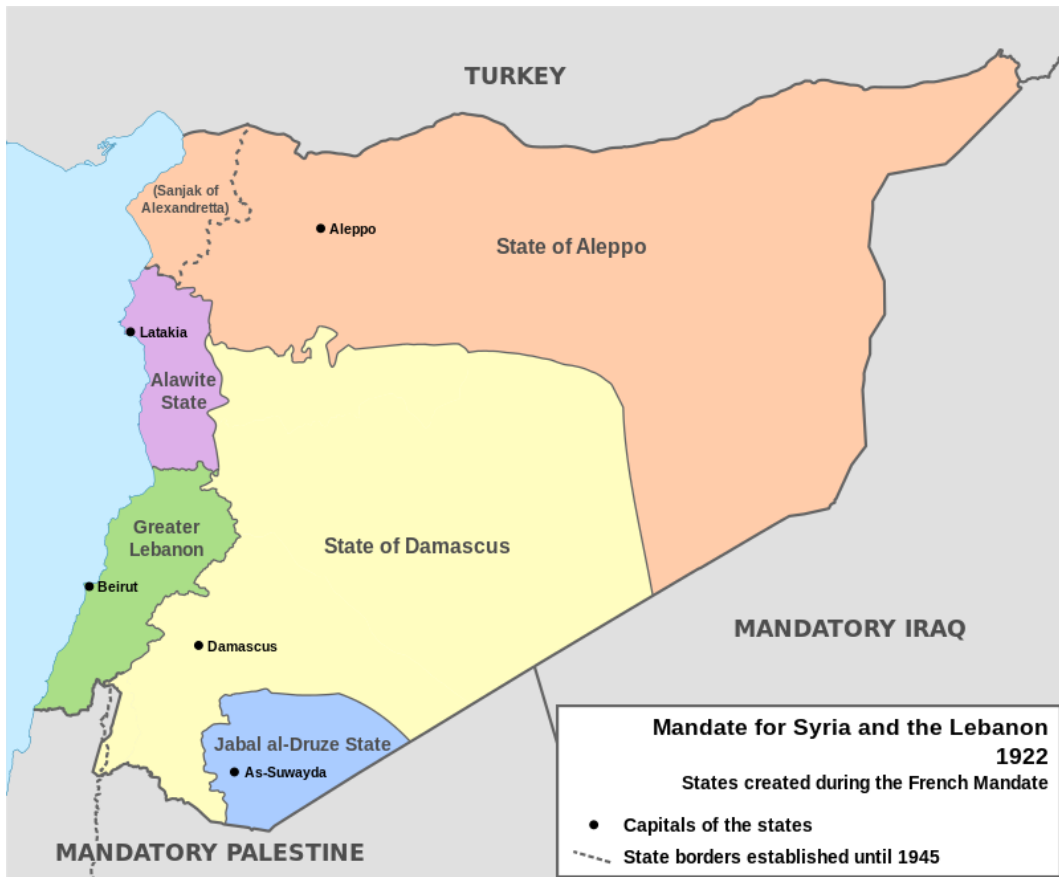 TURKEY
(Sanjak of
Alexandretta)
Aleppo
State of Aleppo
Latakia
Alawite
State
Greater
Lebanon
State of Damascus
Beirut
MANDATORY IRAQ
Damascus
Jabal al-Druze State
As-Suwayda
MANDATORY PALESTINE
Mandate for Syria and the Lebanon
1922
States created during the French Mandate
Capitals of the states
State borders established until 1945